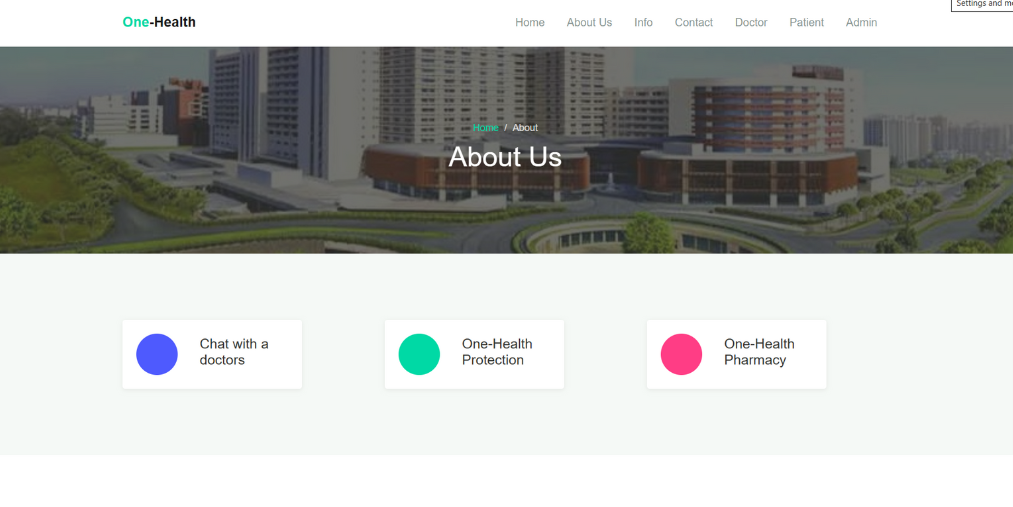 Settings and m
One-Health
Home About Us Info Contact Doctor Patient Admin
Home / About
About Us
Chat with a
doctors
One-Health
Protection
One-Health
Pharmacy